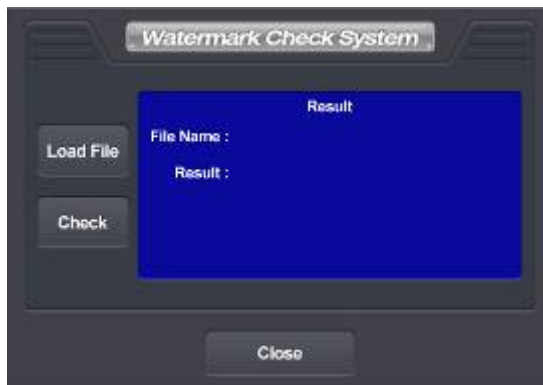 Watermark Check System
Result
File Name :
Load File
Result :
Check
Close